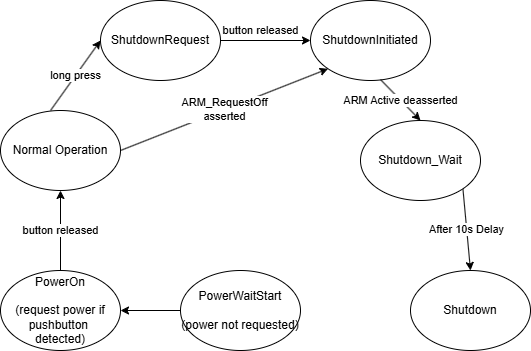 ShutdownRequest
button released
ShutdownInitiated
long press
ARM_RequestOff
asserted
ARM Active deasserted
Normal Operation
Shutdown_Wait
button released
After 10s Delay
PowerOn
(request power if
pushbutton
detected)
PowerWaitStart
(power not requested)
Shutdown